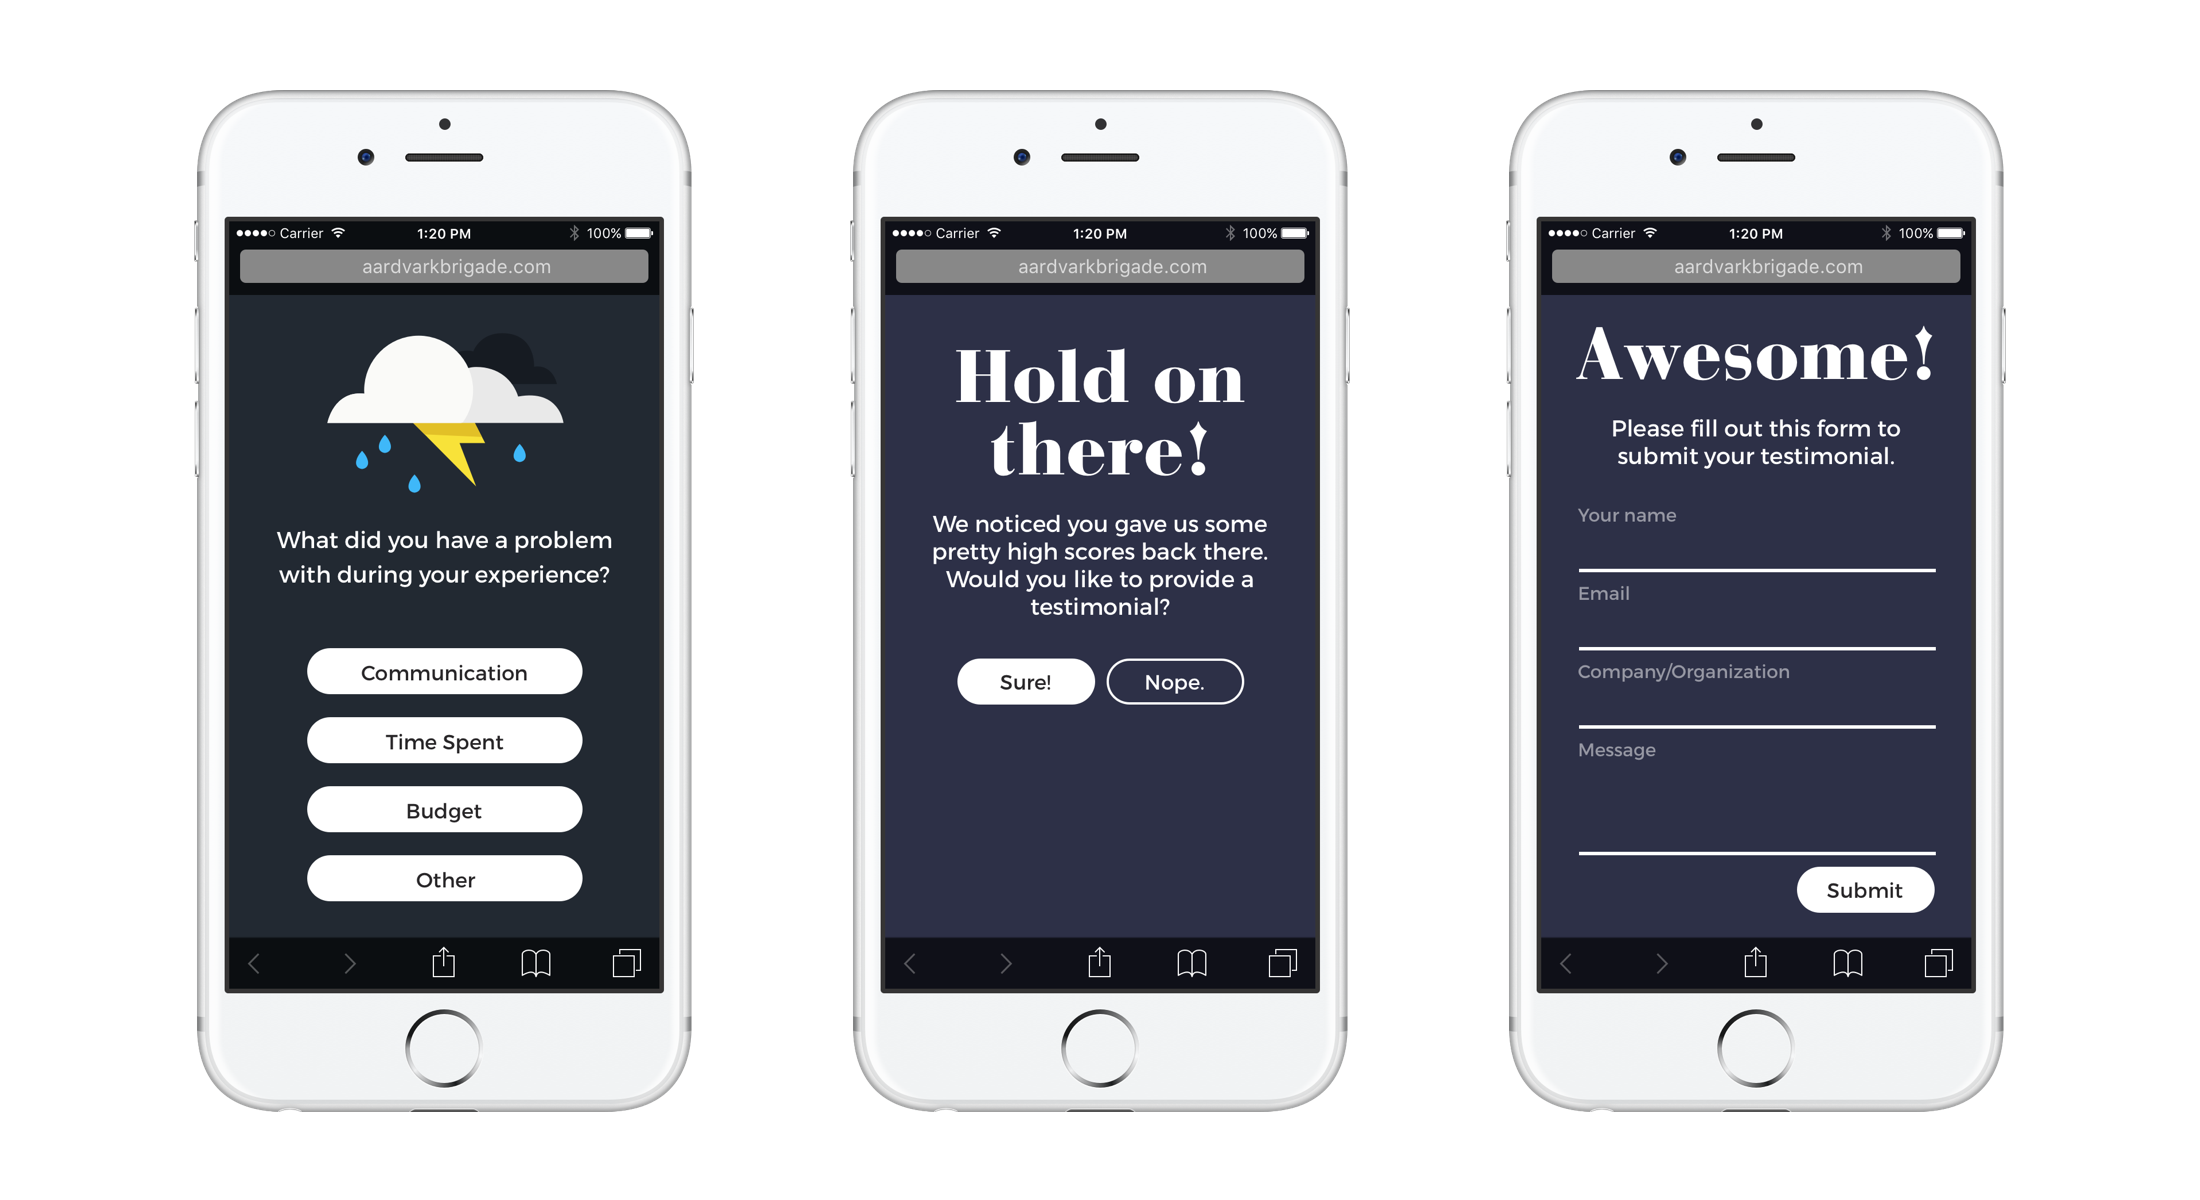 Carrier 1:20 PM 100%
aardvarkbrigade.com
What did you have a problem
with during your experience?
Communication
Time Spent
Budget
Other
Carrier 1:20 PM 100%
aardvarkbrigade.com
Hold on
there!
We noticed you gave us some
pretty high scores back there.
Would you like to provide a
testimonial?
Sure! Nope.
Carrier 1:20 PM 100%
aardvarkbrigade.com
Awesome!
Please fill out this form to
submit your testimonial.
Your name
Email
Company/Organization
Message
Submit